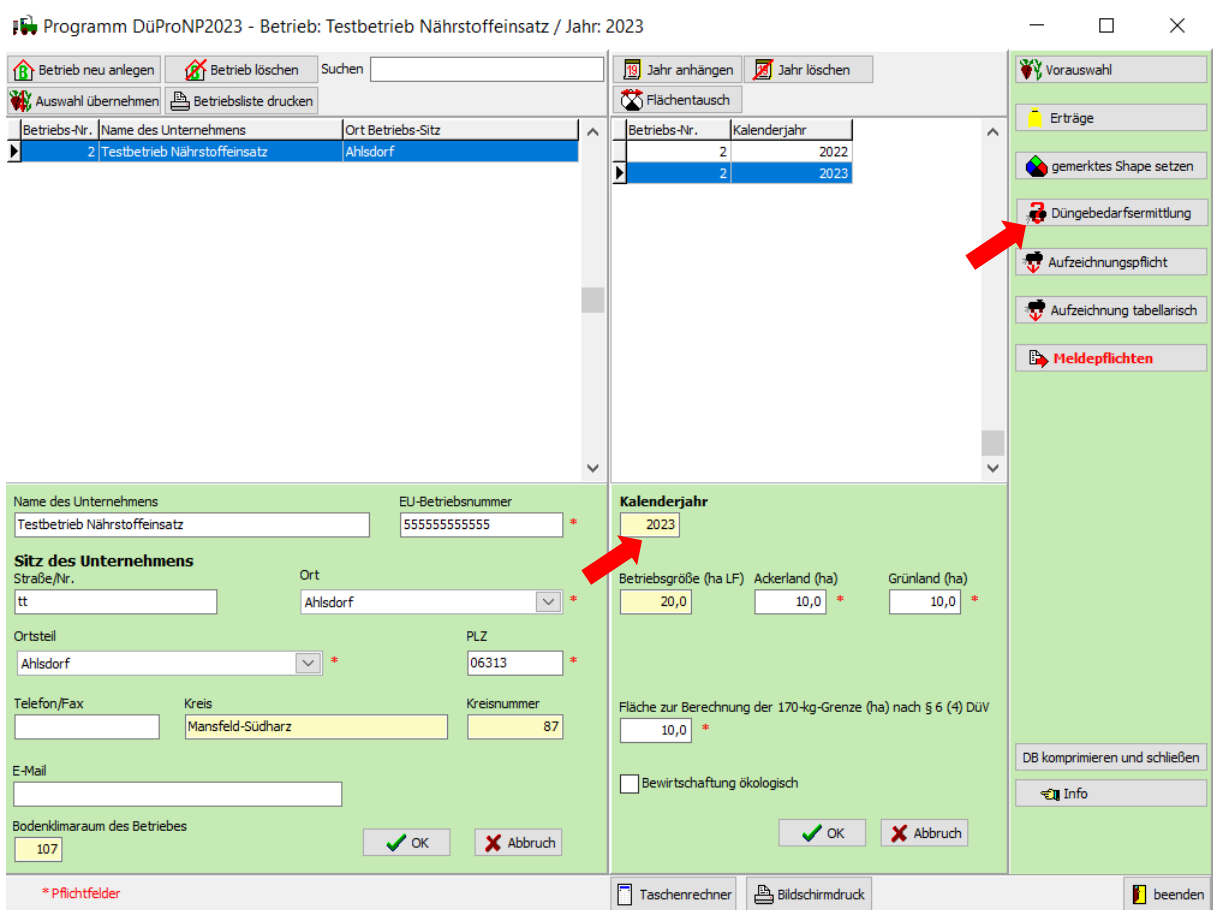 Programm DüProNP2023 - Betrieb: Testbetrieb Nährstoffeinsatz / Jahr: 2023
Betrieb neu anlegen
Betrieb löschen
Suchen
Auswahl übernehmen
Betriebsliste drucken
Betriebs-Nr. Name des Unternehmens Ort Betriebs-Sitz
2 Testbetrieb Nährstoffeinsatz Ahlsdorf
Jahr anhängen
Jahr löschen
Flächentausch
Betriebs-Nr. Kalenderjahr
2 2022
2 2023
Vorauswahl
Erträge
gemerktes Shape setzen
Düngebedarfsermittlung
Aufzeichnungspflicht
Aufzeichnung tabellarisch
Meldepflichten
Name des Unternehmens EU-Betriebsnummer
Testbetrieb Nährstoffeinsatz 555555555555 *
Sitz des Unternehmens
Straße/Nr. Ort
tt Ahlsdorf *
Ortsteil PLZ
Ahlsdorf * 06313 *
Telefon/Fax Kreis Kreisnummer
Mansfeld-Südharz 87
E-Mail
Bodenklimaraum des Betriebes
107 OK Abbruch
Kalenderjahr
2023
Betriebsgröße (ha LF) Ackerland (ha) Grünland (ha)
20,0 10,0 * 10,0 *
Fläche zur Berechnung der 170-kg-Grenze (ha) nach § 6 (4) DüV
10,0 *
Bewirtschaftung ökologisch
OK Abbruch
DB komprimieren und schließen
Info
* Pflichtfelder
Taschenrechner
Bildschirmdruck
beenden